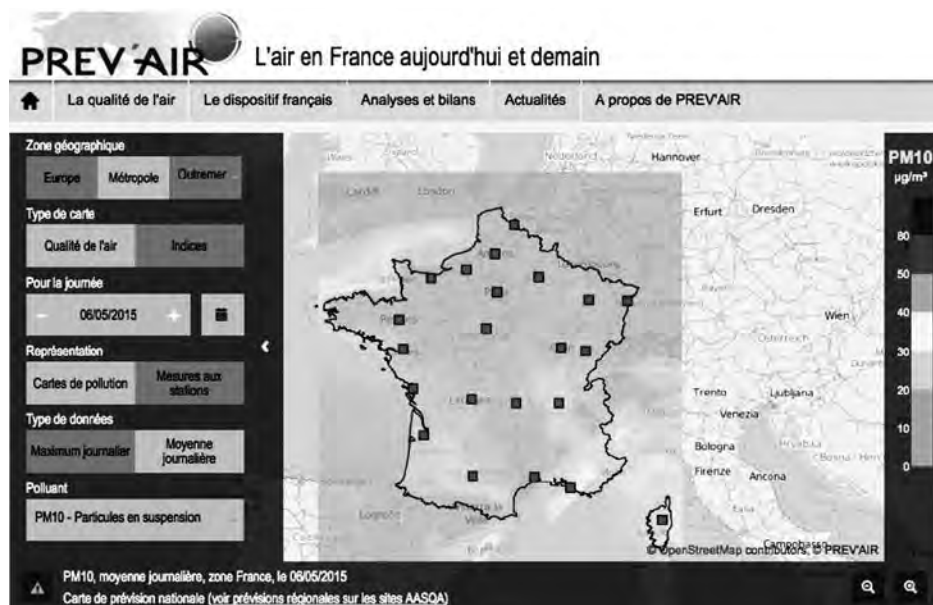 PREV'AIR
L'air en France aujourd'hui et demain
La qualité de l'air Le dispositif français Analyses et bilans Actualités A propos de PREV'AIR
Zone géographique
Europe Métropole Outremer
Type de carte
Qualité de l'air Indices
Pour la journée
- 06/05/2015 +
Représentation
Cartes de pollution Mesures aux
stations
Type de données
Maximum journalier Moyenne
journalière
Polluant
PM10 - Particules en suspension
Nederland Hannover
Cardiff London
Erfurt Dresden
Wien
Trento Ljubljana
Venezia
Bologna
Firenze Ancona
Logroño
Campobasso
© OpenStreetMap contributors, © PREV'AIR
PM10
µg/m³
80
50
40
30
20
10
0
PM10, moyenne journalière, zone France, le 06/05/2015
Carte de prévision nationale (voir prévisions régionales sur les sites AASQA)